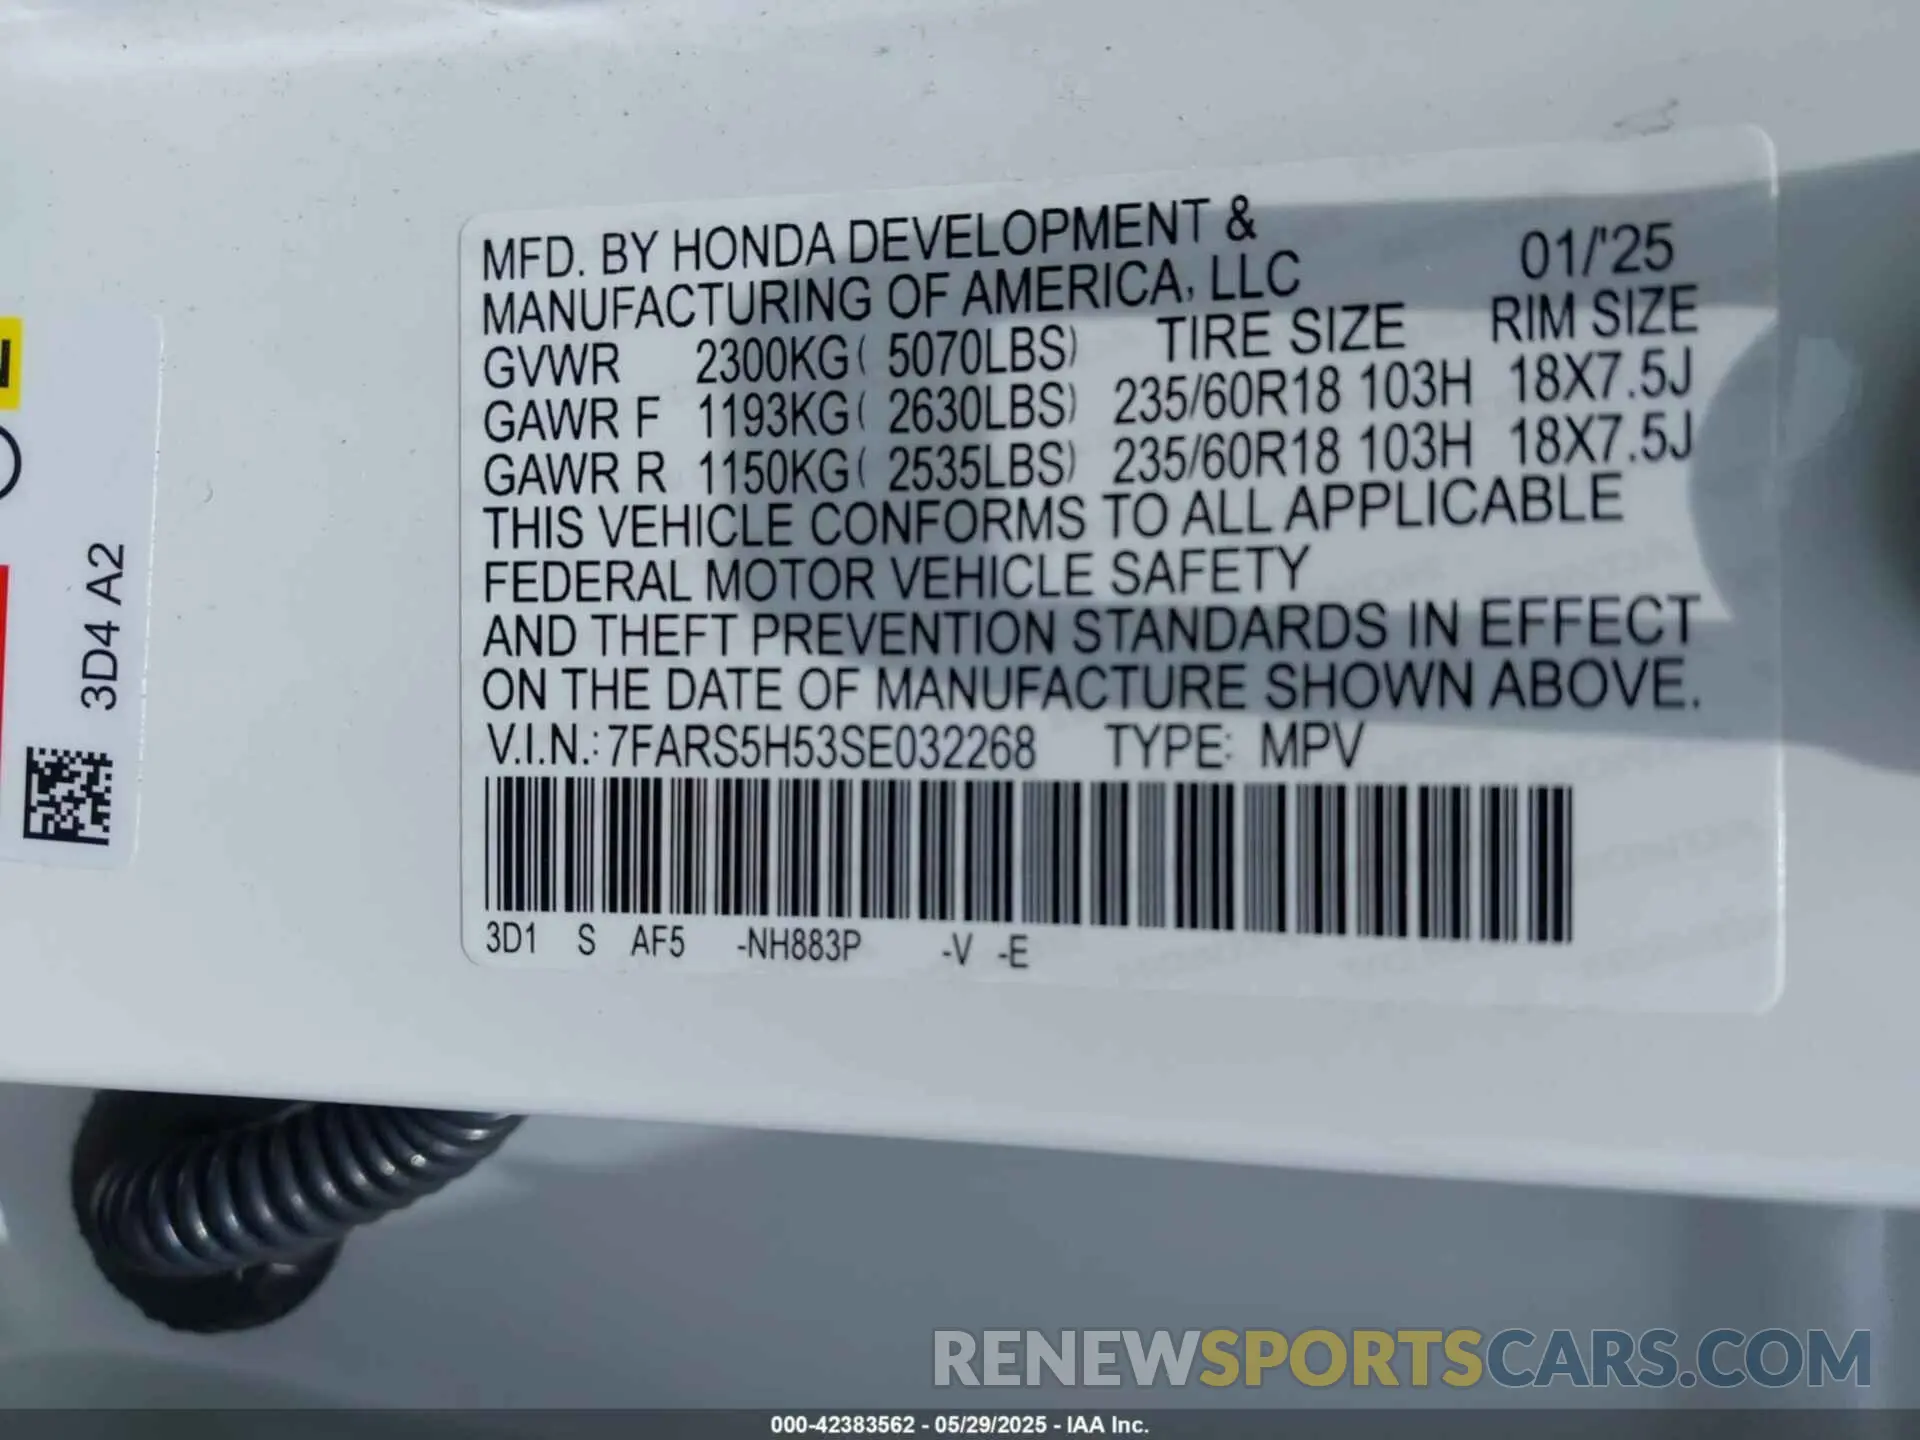 MFD. BY HONDA DEVELOPMENT &
MANUFACTURING OF AMERICA, LLC 01/'25
GVWR 2300KG( 5070LBS) TIRE SIZE RIM SIZE
GAWR F 1193KG( 2630LBS) 235/60R18 103H 18X7.5J
GAWR R 1150KG( 2535LBS) 235/60R18 103H 18X7.5J
THIS VEHICLE CONFORMS TO ALL APPLICABLE
FEDERAL MOTOR VEHICLE SAFETY
AND THEFT PREVENTION STANDARDS IN EFFECT
ON THE DATE OF MANUFACTURE SHOWN ABOVE.
V.I.N.: 7FARS5H53SE032268 TYPE: MPV
3D1 S AF5 -NH883P -V -E
3D4 A2
RENEWSPORTSCARS.COM
000-42383562 - 05/29/2025 - IAA Inc.